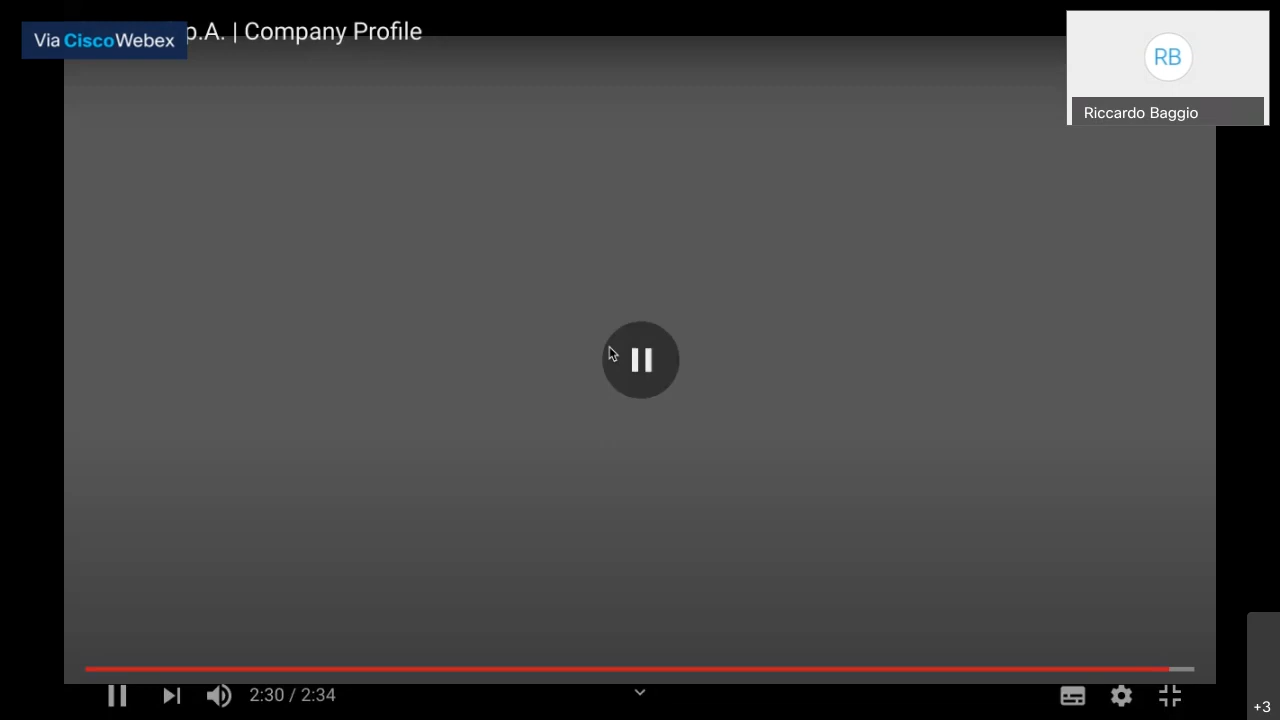 p.A. | Company Profile
Via CiscoWebex
RB
Riccardo Baggio
2:30 / 2:34
+3